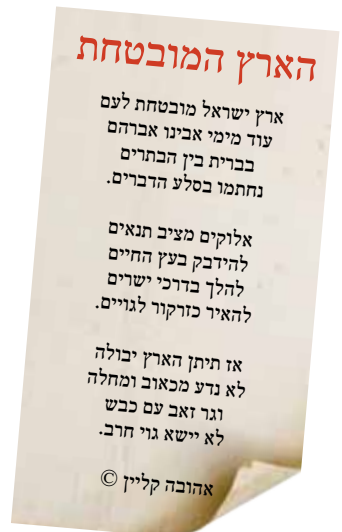 הארץ המובטחת
ארץ ישראל מובטחת לעם
עוד מימי אבינו אברהם
בברית בין הבתרים
נחתמו בסלע הדברים.
אלוקים מציב תנאים
להידבק בעץ החיים
להלך בדרכי ישרים
להאיר כזרקור לגויים.
אז תיתן הארץ יבולה
לא נדע מכאוב ומחלה
וגר זאב עם כבש
לא יישא גוי חרב.
אהובה קליין ©